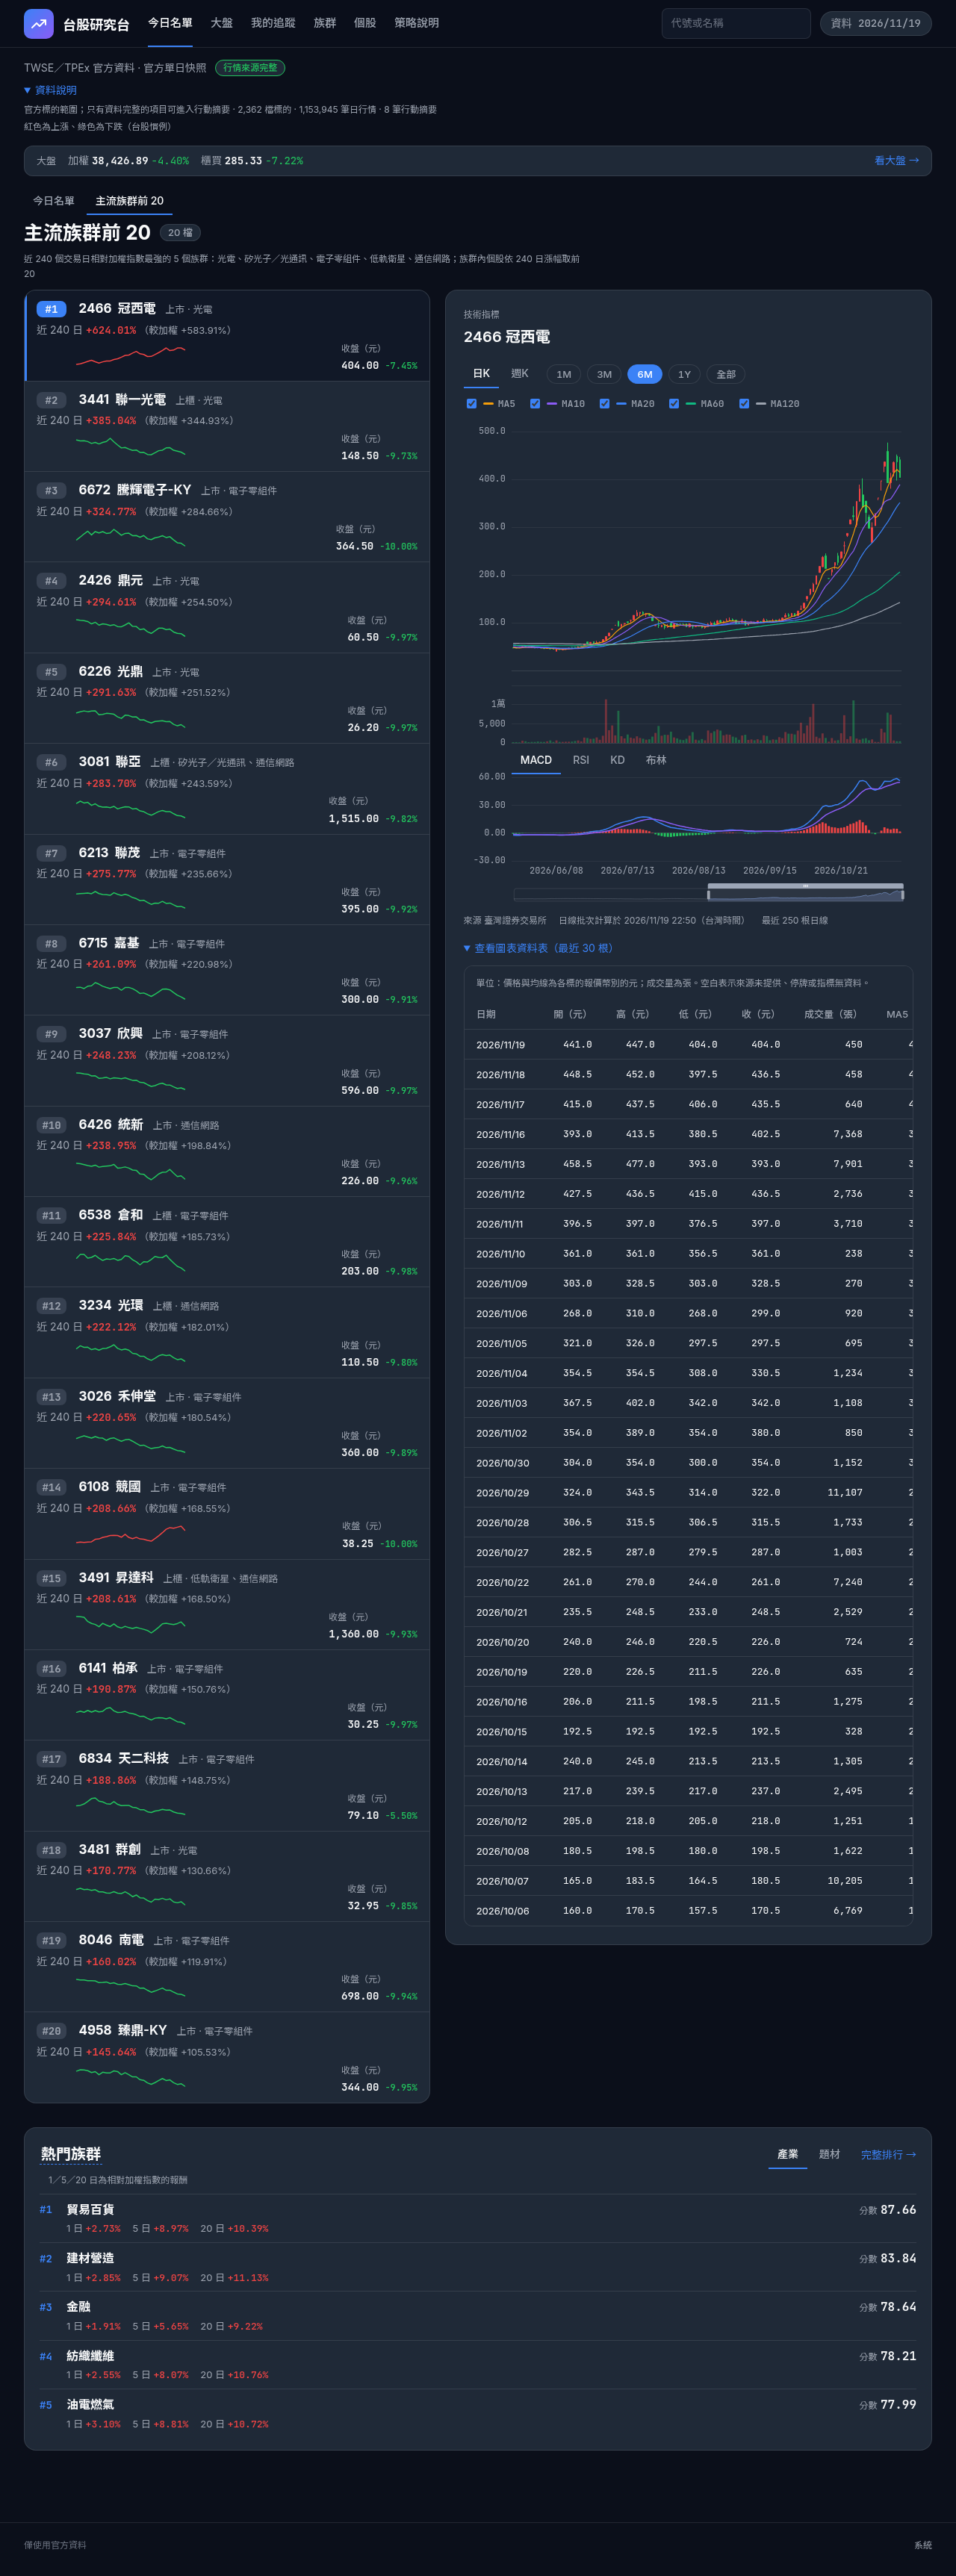 台股研究台 今日名單 大盤 我的追蹤 族群 個股 策略說明 代號或名稱 資料 2026/11/19
TWSE／TPEx 官方資料 · 官方單日快照 行情來源完整
▼ 資料說明
官方標的範圍；只有資料完整的項目可進入行動摘要 · 2,362 檔標的 · 1,153,945 筆日行情 · 8 筆行動摘要
紅色為上漲、綠色為下跌（台股慣例）
大盤 加權 38,426.89 -4.40% 櫃買 285.33 -7.22% 看大盤 →
今日名單 主流族群前 20
主流族群前 20 20 檔
近 240 個交易日相對加權指數最強的 5 個族群：光電、矽光子／光通訊、電子零組件、低軌衛星、通信網路；族群內個股依 240 日漲幅取前
20
#1 2466 冠西電 上市 · 光電
近 240 日 +624.01% （較加權 +583.91%）
收盤（元）
404.00 -7.45%
#2 3441 聯一光電 上櫃 · 光電
近 240 日 +385.04% （較加權 +344.93%）
收盤（元）
148.50 -9.73%
#3 6672 騰輝電子-KY 上市 · 電子零組件
近 240 日 +324.77% （較加權 +284.66%）
收盤（元）
364.50 -10.00%
#4 2426 鼎元 上市 · 光電
近 240 日 +294.61% （較加權 +254.50%）
收盤（元）
60.50 -9.97%
#5 6226 光鼎 上市 · 光電
近 240 日 +291.63% （較加權 +251.52%）
收盤（元）
26.20 -9.97%
#6 3081 聯亞 上櫃 · 矽光子／光通訊、通信網路
近 240 日 +283.70% （較加權 +243.59%）
收盤（元）
1,515.00 -9.82%
#7 6213 聯茂 上市 · 電子零組件
近 240 日 +275.77% （較加權 +235.66%）
收盤（元）
395.00 -9.92%
#8 6715 嘉基 上市 · 電子零組件
近 240 日 +261.09% （較加權 +220.98%）
收盤（元）
300.00 -9.91%
#9 3037 欣興 上市 · 電子零組件
近 240 日 +248.23% （較加權 +208.12%）
收盤（元）
596.00 -9.97%
#10 6426 統新 上市 · 通信網路
近 240 日 +238.95% （較加權 +198.84%）
收盤（元）
226.00 -9.96%
#11 6538 倉和 上櫃 · 電子零組件
近 240 日 +225.84% （較加權 +185.73%）
收盤（元）
203.00 -9.98%
#12 3234 光環 上櫃 · 通信網路
近 240 日 +222.12% （較加權 +182.01%）
收盤（元）
110.50 -9.80%
#13 3026 禾伸堂 上市 · 電子零組件
近 240 日 +220.65% （較加權 +180.54%）
收盤（元）
360.00 -9.89%
#14 6108 競國 上市 · 電子零組件
近 240 日 +208.66% （較加權 +168.55%）
收盤（元）
38.25 -10.00%
#15 3491 昇達科 上櫃 · 低軌衛星、通信網路
近 240 日 +208.61% （較加權 +168.50%）
收盤（元）
1,360.00 -9.93%
#16 6141 柏承 上市 · 電子零組件
近 240 日 +190.87% （較加權 +150.76%）
收盤（元）
30.25 -9.97%
#17 6834 天二科技 上市 · 電子零組件
近 240 日 +188.86% （較加權 +148.75%）
收盤（元）
79.10 -5.50%
#18 3481 群創 上市 · 光電
近 240 日 +170.77% （較加權 +130.66%）
收盤（元）
32.95 -9.85%
#19 8046 南電 上市 · 電子零組件
近 240 日 +160.02% （較加權 +119.91%）
收盤（元）
698.00 -9.94%
#20 4958 臻鼎-KY 上市 · 電子零組件
近 240 日 +145.64% （較加權 +105.53%）
收盤（元）
344.00 -9.95%
技術指標
2466 冠西電
日K 週K 1M 3M 6M 1Y 全部
MA5 MA10 MA20 MA60 MA120
500.0
400.0
300.0
200.0
100.0
1萬
5,000
0
MACD RSI KD 布林
60.00
30.00
0.00
-30.00
2026/06/08 2026/07/13 2026/08/13 2026/09/15 2026/10/21
來源 臺灣證券交易所 日線批次計算於 2026/11/19 22:50（台灣時間） 最近 250 根日線
▼ 查看圖表資料表（最近 30 根）
單位：價格與均線為各標的報價幣別的元；成交量為張。空白表示來源未提供、停牌或指標無資料。
日期 開（元） 高（元） 低（元） 收（元） 成交量（張） MA5
2026/11/19 441.0 447.0 404.0 404.0 450 4
2026/11/18 448.5 452.0 397.5 436.5 458 4
2026/11/17 415.0 437.5 406.0 435.5 640 4
2026/11/16 393.0 413.5 380.5 402.5 7,368 3
2026/11/13 458.5 477.0 393.0 393.0 7,901 3
2026/11/12 427.5 436.5 415.0 436.5 2,736 3
2026/11/11 396.5 397.0 376.5 397.0 3,710 3
2026/11/10 361.0 361.0 356.5 361.0 238 3
2026/11/09 303.0 328.5 303.0 328.5 270 3
2026/11/06 268.0 310.0 268.0 299.0 920 3
2026/11/05 321.0 326.0 297.5 297.5 695 3
2026/11/04 354.5 354.5 308.0 330.5 1,234 3
2026/11/03 367.5 402.0 342.0 342.0 1,108 3
2026/11/02 354.0 389.0 354.0 380.0 850 3
2026/10/30 304.0 354.0 300.0 354.0 1,152 3
2026/10/29 324.0 343.5 314.0 322.0 11,107 2
2026/10/28 306.5 315.5 306.5 315.5 1,733 2
2026/10/27 282.5 287.0 279.5 287.0 1,003 2
2026/10/22 261.0 270.0 244.0 261.0 7,240 2
2026/10/21 235.5 248.5 233.0 248.5 2,529 2
2026/10/20 240.0 246.0 220.5 226.0 724 2
2026/10/19 220.0 226.5 211.5 226.0 635 2
2026/10/16 206.0 211.5 198.5 211.5 1,275 2
2026/10/15 192.5 192.5 192.5 192.5 328 2
2026/10/14 240.0 245.0 213.5 213.5 1,305 2
2026/10/13 217.0 239.5 217.0 237.0 2,495 2
2026/10/12 205.0 218.0 205.0 218.0 1,251 1
2026/10/08 180.5 198.5 180.0 198.5 1,622 1
2026/10/07 165.0 183.5 164.5 180.5 10,205 1
2026/10/06 160.0 170.5 157.5 170.5 6,769 1
熱門族群 產業 題材 完整排行 →
1／5／20 日為相對加權指數的報酬
#1 貿易百貨 分數 87.66
1 日 +2.73% 5 日 +8.97% 20 日 +10.39%
#2 建材營造 分數 83.84
1 日 +2.85% 5 日 +9.07% 20 日 +11.13%
#3 金融 分數 78.64
1 日 +1.91% 5 日 +5.65% 20 日 +9.22%
#4 紡織纖維 分數 78.21
1 日 +2.55% 5 日 +8.07% 20 日 +10.76%
#5 油電燃氣 分數 77.99
1 日 +3.10% 5 日 +8.81% 20 日 +10.72%
僅使用官方資料 系統